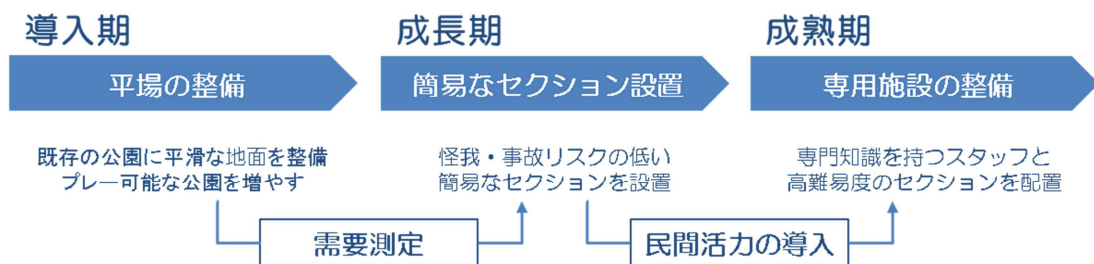 導入期
平場の整備
既存の公園に平滑な地面を整備
プレー可能な公園を増やす
需要測定
成長期
簡易なセクション設置
怪我・事故リスクの低い
簡易なセクションを設置
民間活力の導入
成熟期
専用施設の整備
専門知識を持つスタッフと
高難易度のセクションを配置